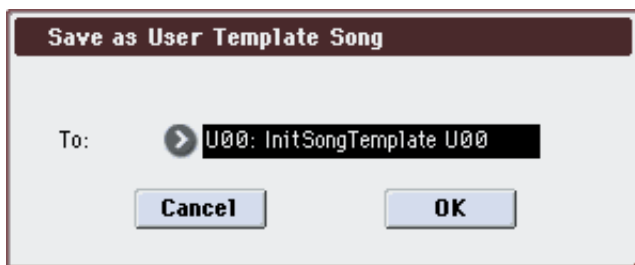 Save as User Template Song
To: U00: InitSongTemplate U00
Cancel OK